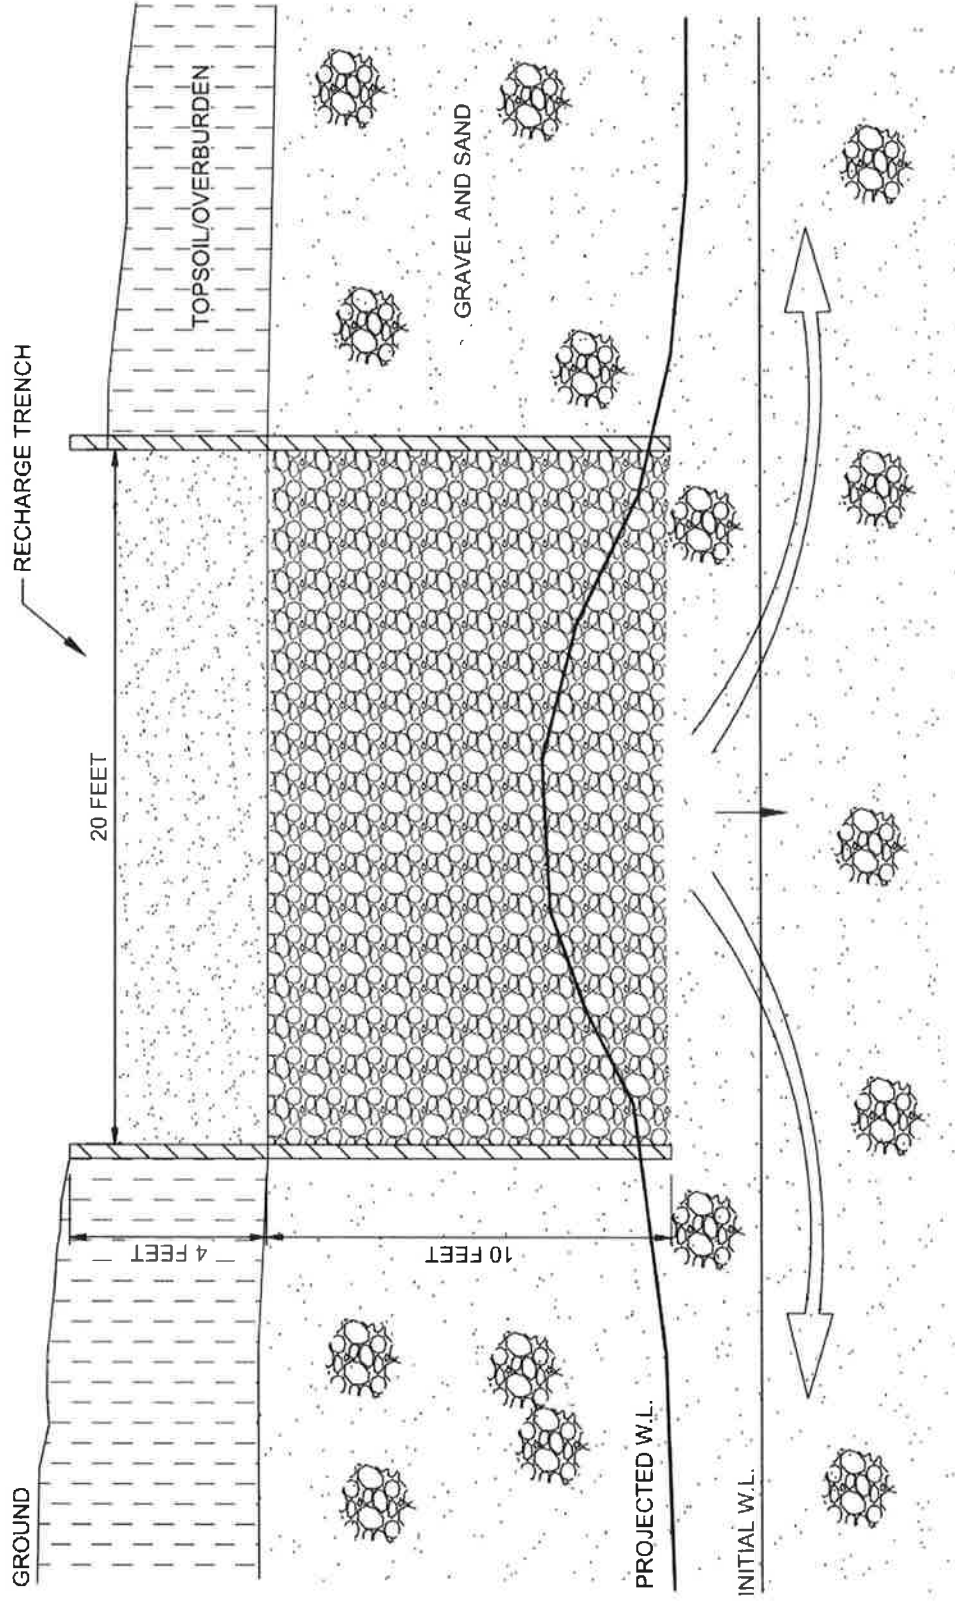 RECHARGE TRENCH
GROUND
20 FEET
TOPSOIL/OVERBURDEN
4 FEET
GRAVEL AND SAND
10 FEET
PROJECTED W.L.
INITIAL W.L.